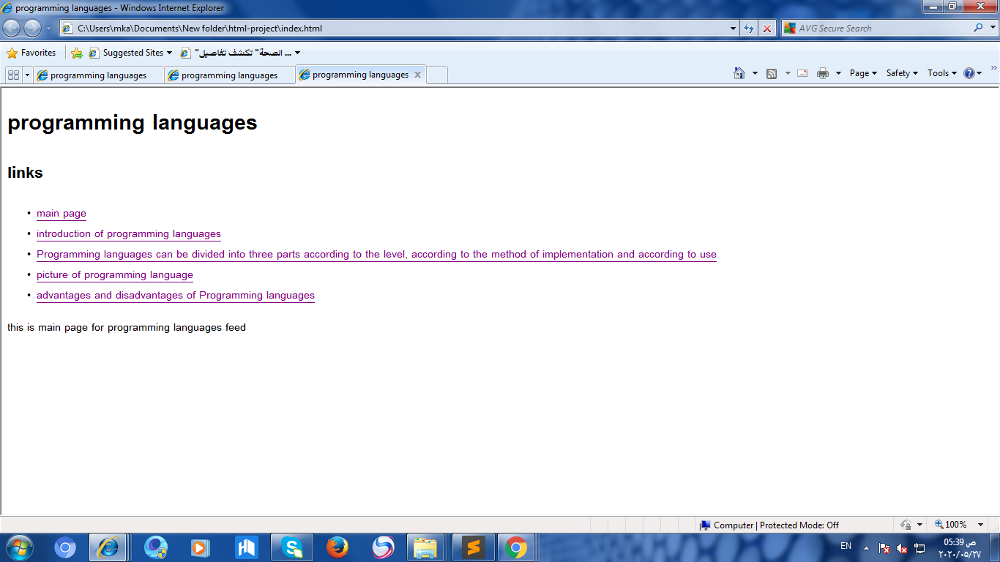 programming languages - Windows Internet Explorer
C:\Users\mka\Documents\New folder\html-project\index.html
AVG Secure Search
Favorites
Suggested Sites
"الصحة" تكشف تفاصيل ...
programming languages
programming languages
programming languages
Page
Safety
Tools
programming languages
links
• main page
• introduction of programming languages
• Programming languages can be divided into three parts according to the level, according to the method of implementation and according to use
• picture of programming language
• advantages and disadvantages of Programming languages
this is main page for programming languages feed
Computer | Protected Mode: Off
100%
EN
05:39 ص
٢٠٢٠/٠٥/٢٧